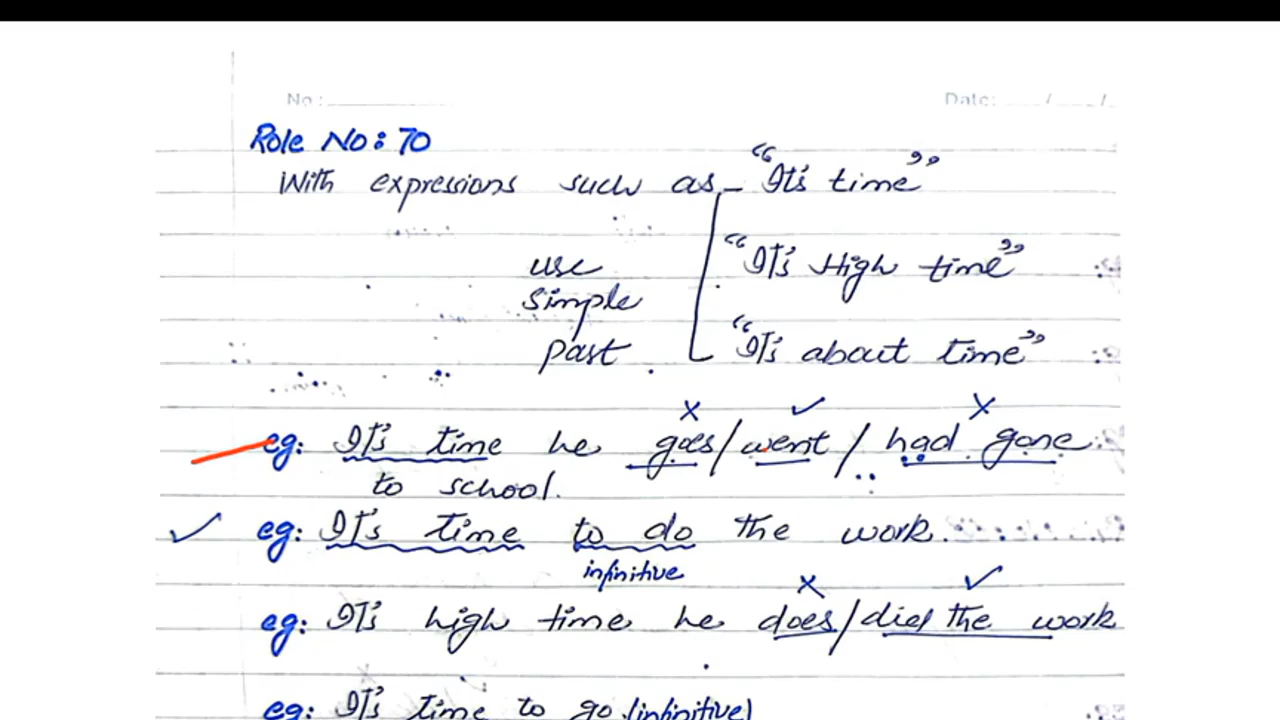 No: Date: / /
Role No: 70
With expressions such as - "It's time"
"It's High time"
use
simple
past. "It's about time"
eg: It's time he goes/went/had gone
to school.
eg: It's time to do the work.
infinitive
eg: It's high time he does/did the work
eg: It's time to go (infinitive)